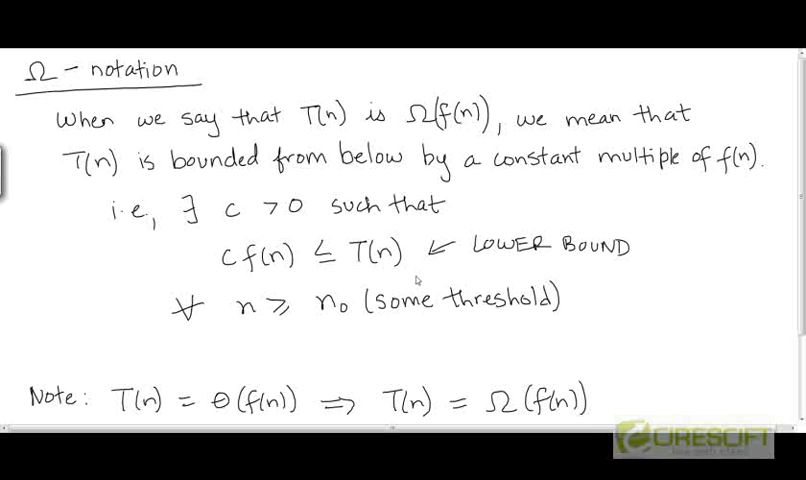 Ω - notation
When we say that T(n) is Ω(f(n)), we mean that
T(n) is bounded from below by a constant multiple of f(n).
i.e., ∃ c > 0 such that
c f(n) ≤ T(n) ← LOWER BOUND
∀ n ≥ n₀ (some threshold)
Note: T(n) = Θ(f(n)) ⟹ T(n) = Ω(f(n))